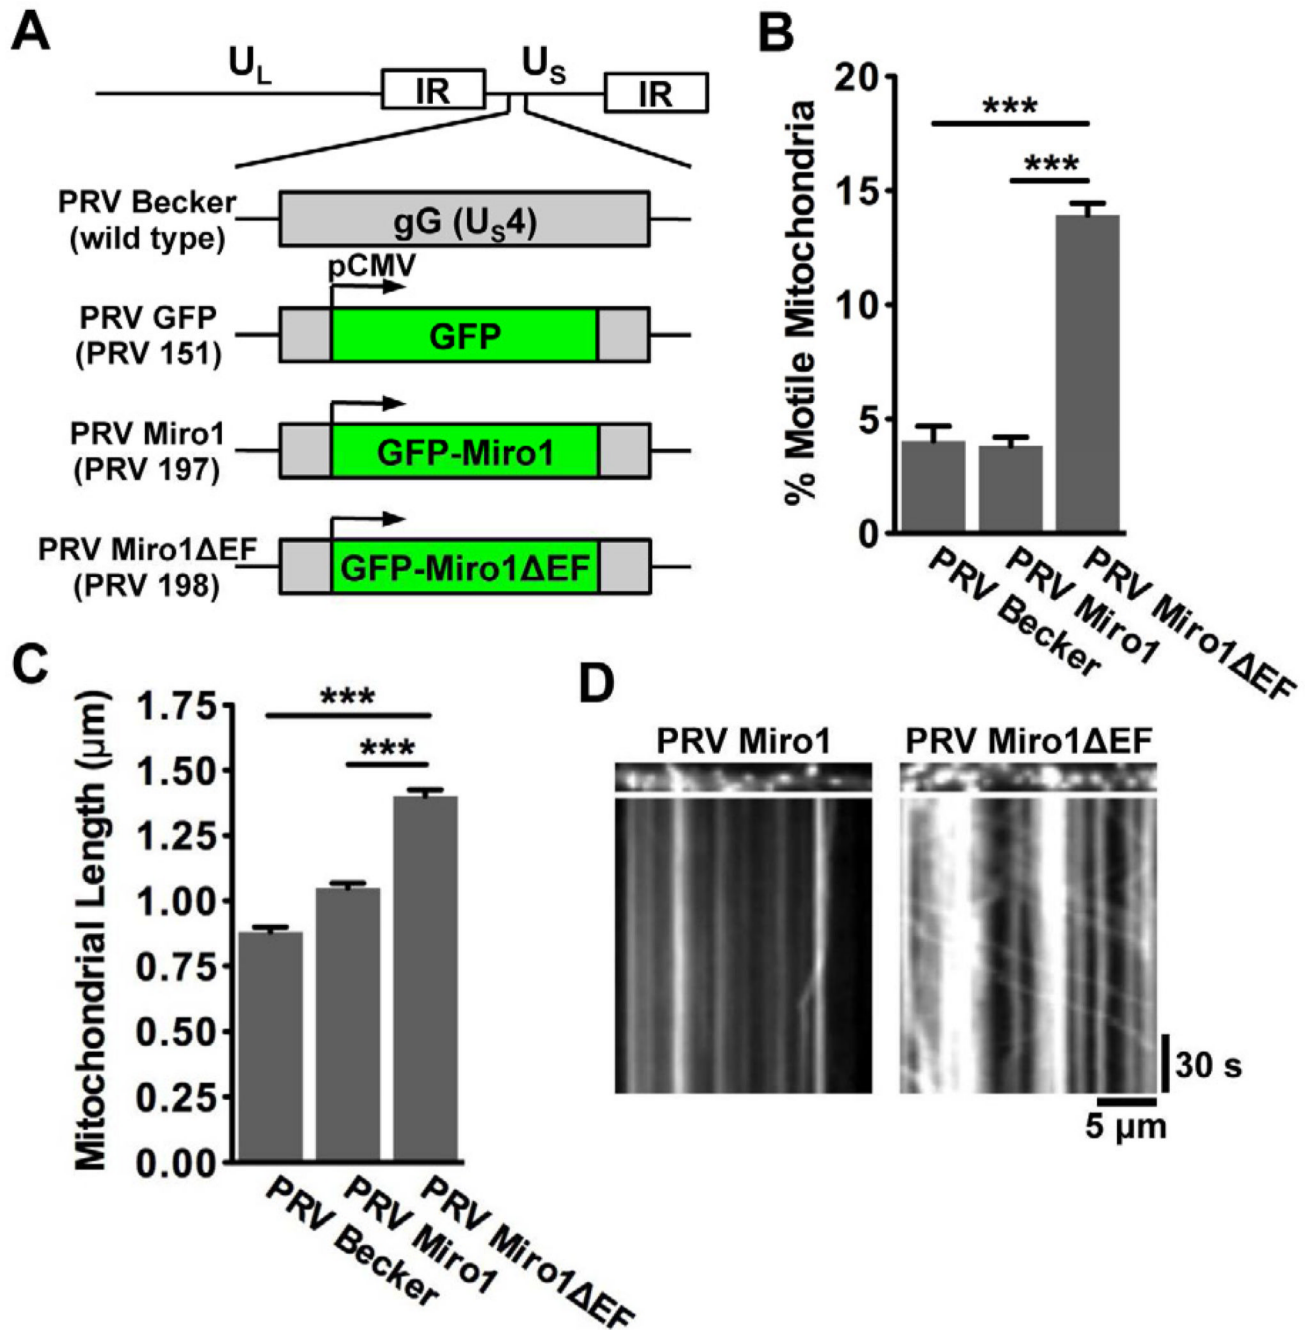 A
U_L
IR
U_S
IR
PRV Becker
(wild type)
gG (U_S4)
pCMV
PRV GFP
(PRV 151)
GFP
PRV Miro1
(PRV 197)
GFP-Miro1
PRV Miro1ΔEF
(PRV 198)
GFP-Miro1ΔEF
B
% Motile Mitochondria
20
15
10
5
0
***
***
PRV Becker
PRV Miro1
PRV Miro1ΔEF
C
Mitochondrial Length (µm)
1.75
1.50
1.25
1.00
0.75
0.50
0.25
0.00
***
***
PRV Becker
PRV Miro1
PRV Miro1ΔEF
D
PRV Miro1
PRV Miro1ΔEF
30 s
5 µm